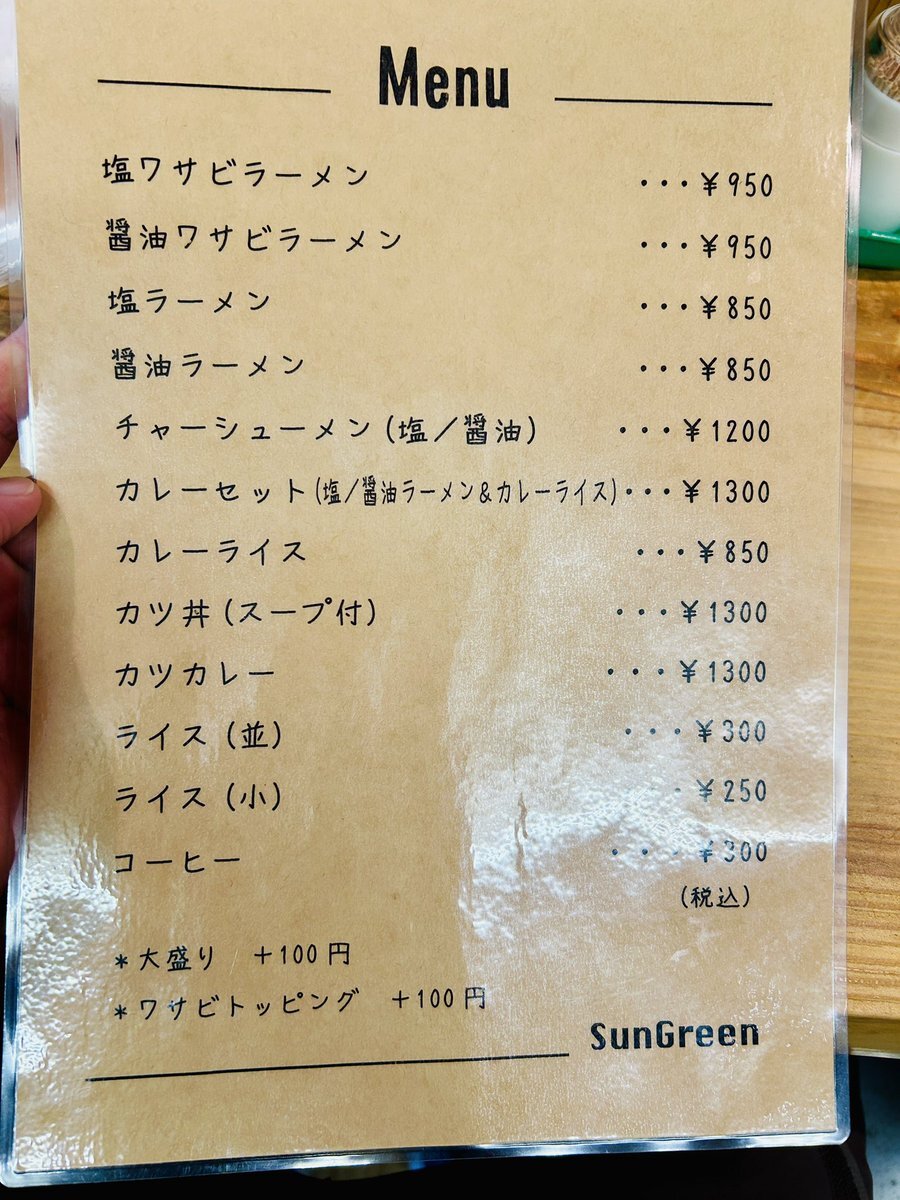 Menu
塩ワサビラーメン ・・・¥950
醤油ワサビラーメン ・・・¥950
塩ラーメン ・・・¥850
醤油ラーメン ・・・¥850
チャーシューメン(塩/醤油) ・・・¥1200
カレーセット(塩/醤油ラーメン&カレーライス)・・・¥1300
カレーライス ・・・¥850
カツ丼(スープ付) ・・・¥1300
カツカレー ・・・¥1300
ライス(並) ・・・¥300
ライス(小) ・・・¥250
コーヒー ・・・¥300
(税込)
*大盛り +100円
*ワサビトッピング +100円
SunGreen